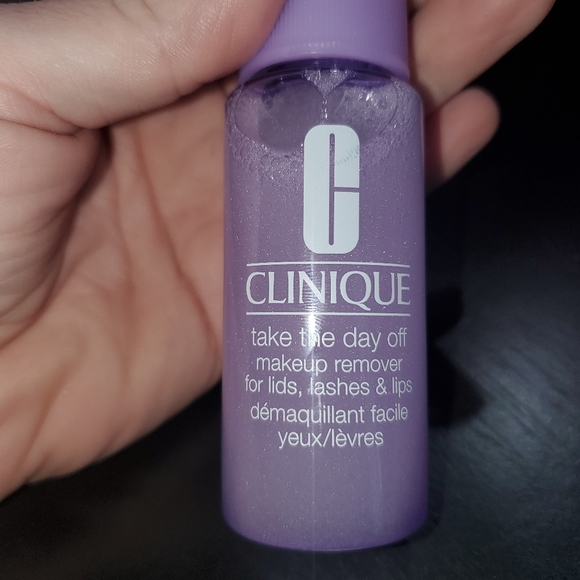 C
CLINIQUE
take the day off
makeup remover
for lids, lashes & lips
démaquillant facile
yeux/lèvres